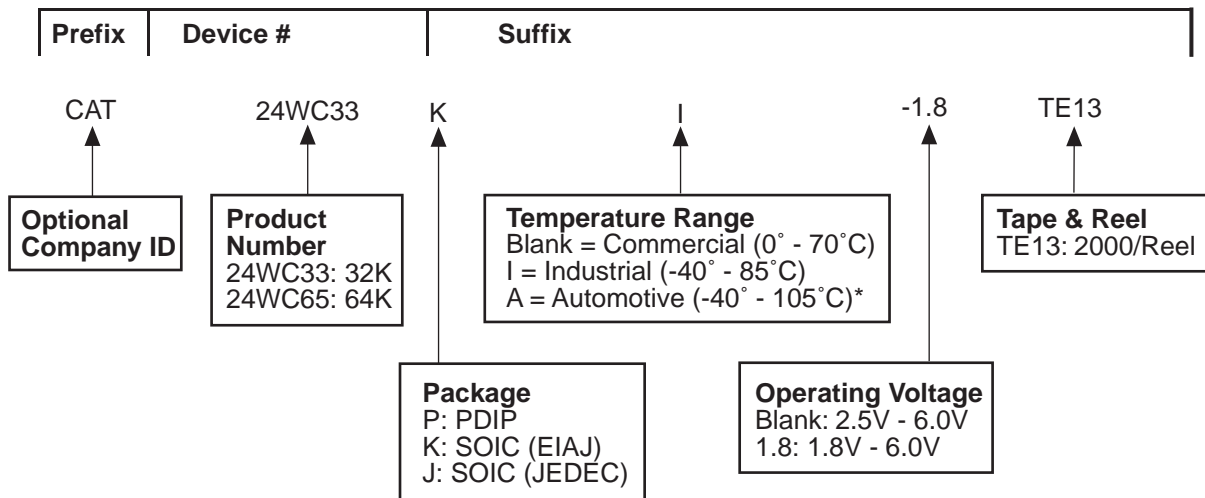 Prefix Device # Suffix
CAT 24WC33 K I -1.8 TE13
Optional
Company ID
Product
Number
24WC33: 32K
24WC65: 64K
Temperature Range
Blank = Commercial (0˚ - 70˚C)
I = Industrial (-40˚ - 85˚C)
A = Automotive (-40˚ - 105˚C)*
Tape & Reel
TE13: 2000/Reel
Package
P: PDIP
K: SOIC (EIAJ)
J: SOIC (JEDEC)
Operating Voltage
Blank: 2.5V - 6.0V
1.8: 1.8V - 6.0V